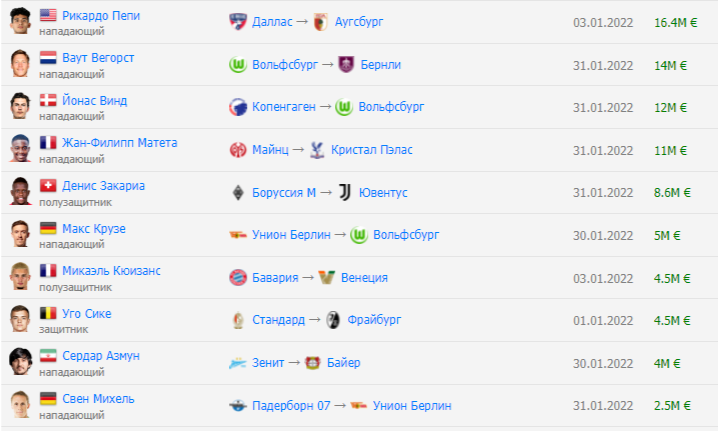 Рикардо Пепи Даллас → Аугсбург 03.01.2022 16.4M €
нападающий
Ваут Вегорст Вольфсбург → Бернли 31.01.2022 14M €
нападающий
Йонас Винд Копенгаген → Вольфсбург 31.01.2022 12M €
нападающий
Жан-Филипп Матета Майнц → Кристал Пэлас 31.01.2022 11M €
нападающий
Денис Закариа Боруссия М → Ювентус 31.01.2022 8.6M €
полузащитник
Макс Крузе Унион Берлин → Вольфсбург 30.01.2022 5M €
нападающий
Микаэль Кюизанс Бавария → Венеция 03.01.2022 4.5M €
полузащитник
Уго Сике Стандард → Фрайбург 01.01.2022 4.5M €
защитник
Сердар Азмун Зенит → Байер 30.01.2022 4M €
нападающий
Свен Михель Падерборн 07 → Унион Берлин 31.01.2022 2.5M €
нападающий